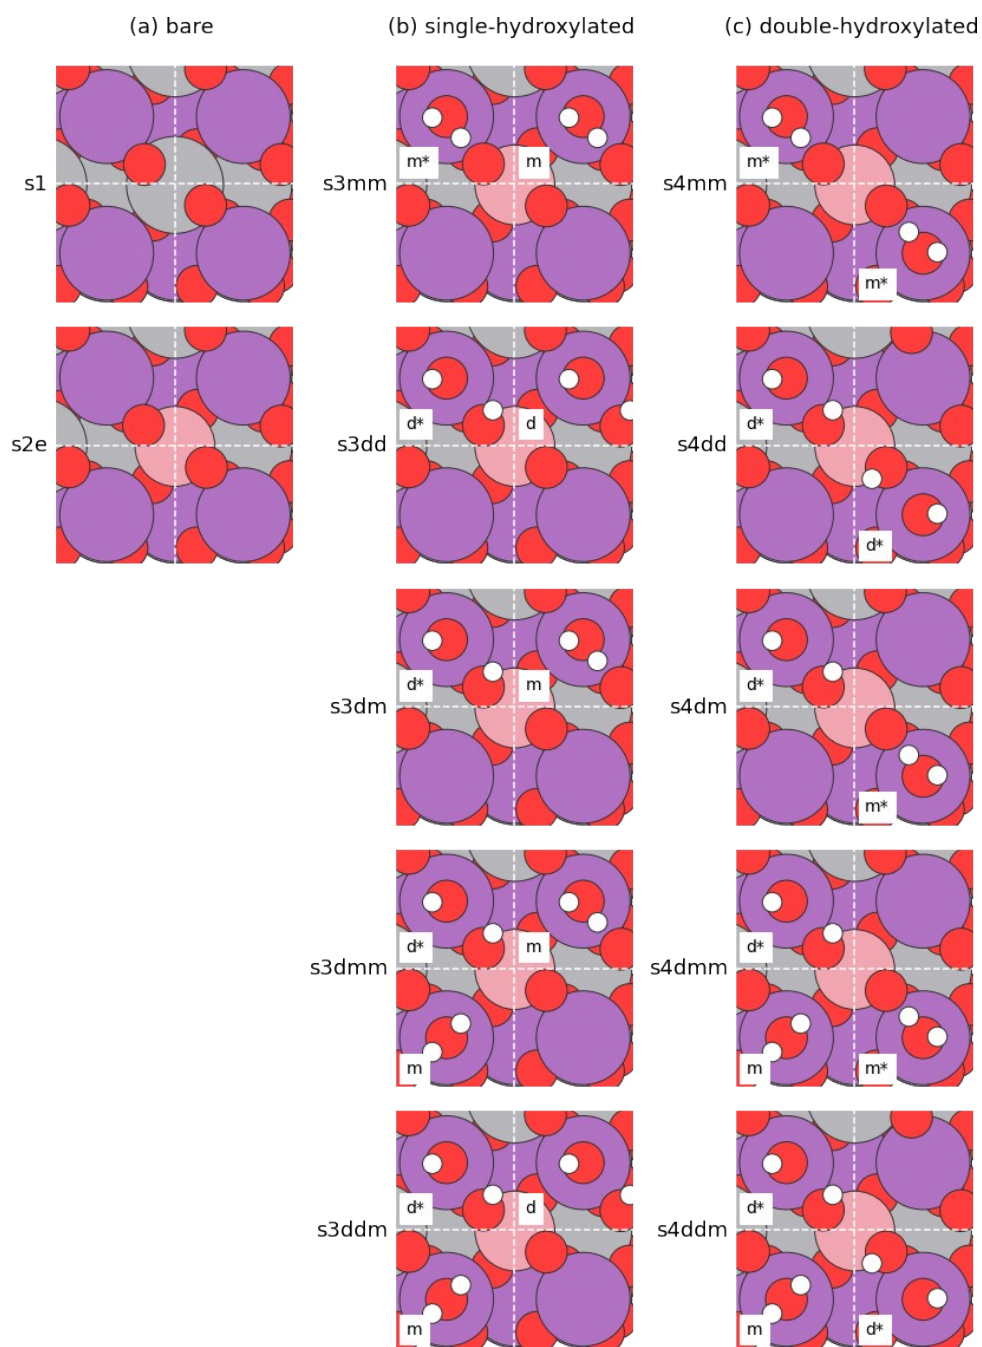 (a) bare (b) single-hydroxylated (c) double-hydroxylated
s1 s3mm m* m s4mm m*
m*
s2e s3dd d* d s4dd d*
d*
s3dm d* m s4dm d*
m*
s3dmm d* m s4dmm d*
m m m*
s3ddm d* d s4ddm d*
m m d*